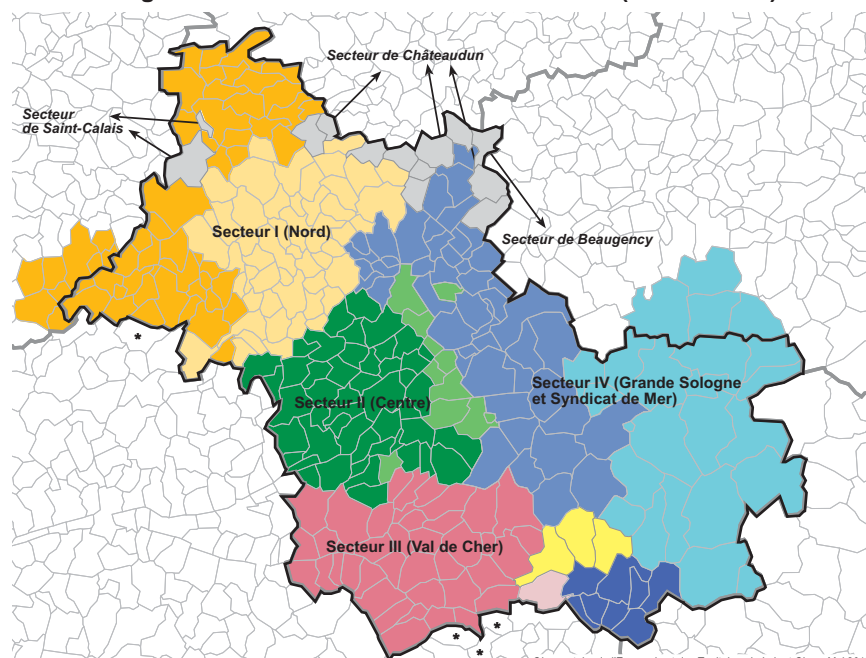 Secteur de Châteaudun
Secteur
de Saint-Calais
Secteur I (Nord)
Secteur de Beaugency
Secteur IV (Grande Sologne
et Syndicat de Mer)
Secteur II (Centre)
Secteur III (Val de Cher)
*
*
*